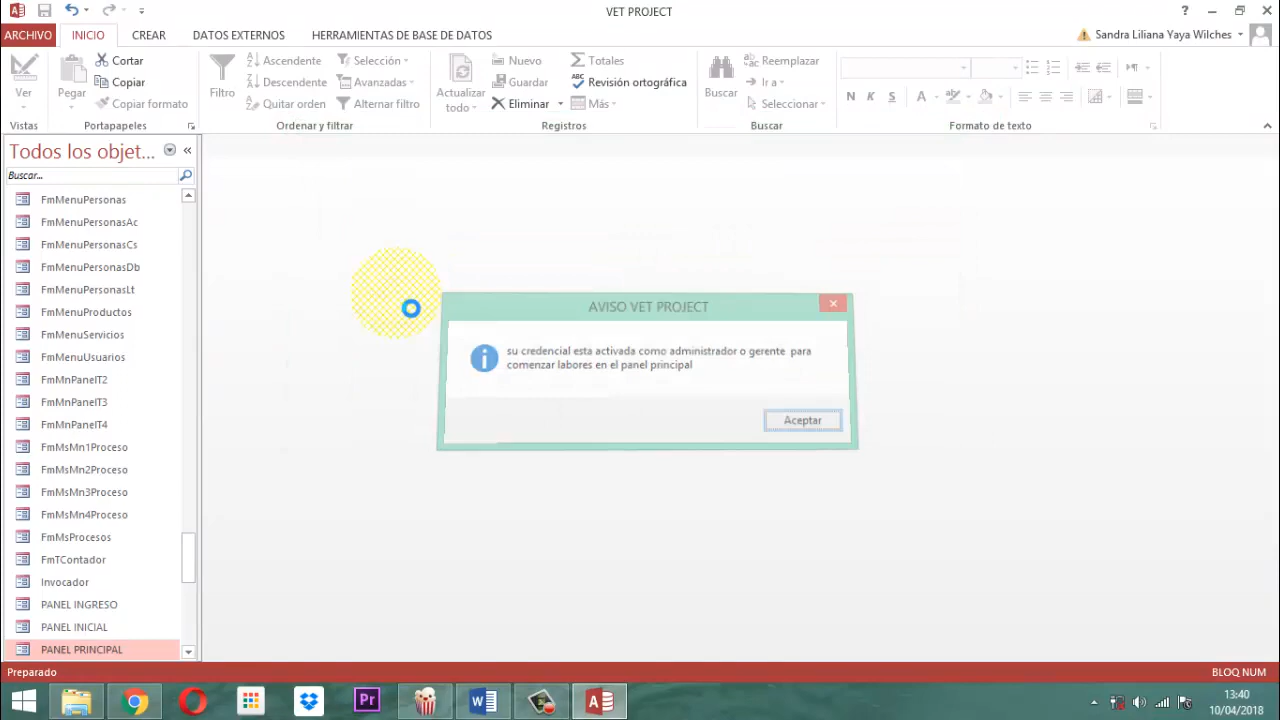 VET PROJECT
?
ARCHIVO INICIO CREAR DATOS EXTERNOS HERRAMIENTAS DE BASE DE DATOS
Sandra Liliana Yaya Wilches
Ver
Vistas
Pegar
Cortar
Copiar
Copiar formato
Portapapeles
Filtro
Ascendente
Descendente
Quitar orden
Selección
Avanzadas
Alternar filtro
Ordenar y filtrar
Actualizar
todo
Nuevo
Guardar
Eliminar
Totales
Revisión ortográfica
Más
Registros
Buscar
Reemplazar
Ir a
Seleccionar
Buscar
N K S A
Formato de texto
Todos los objet...
Buscar...
FmMenuPersonas
FmMenuPersonasAc
FmMenuPersonasCs
FmMenuPersonasDb
FmMenuPersonasLt
FmMenuProductos
FmMenuServicios
FmMenuUsuarios
FmMnPanelT2
FmMnPanelT3
FmMnPanelT4
FmMsMn1Proceso
FmMsMn2Proceso
FmMsMn3Proceso
FmMsMn4Proceso
FmMsProcesos
FmTContador
Invocador
PANEL INGRESO
PANEL INICIAL
PANEL PRINCIPAL
AVISO VET PROJECT
su credencial esta activada como administrador o gerente para
comenzar labores en el panel principal
Aceptar
Preparado
BLOQ NUM
Pr
13:40
10/04/2018